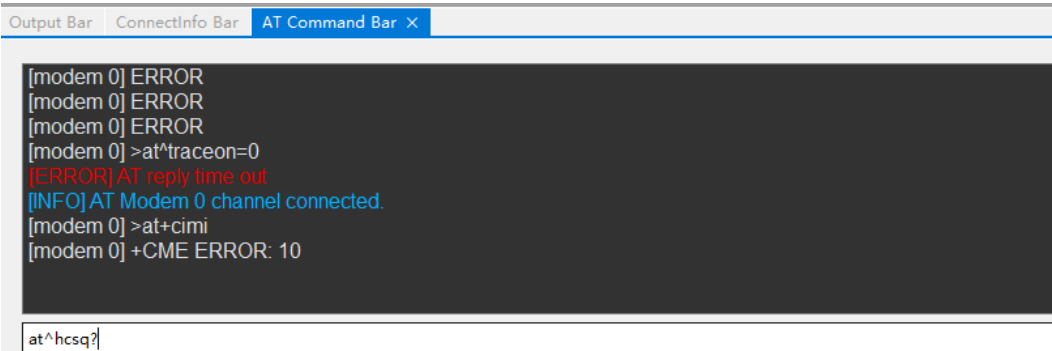 Output Bar ConnectInfo Bar AT Command Bar ×
[modem 0] ERROR
[modem 0] ERROR
[modem 0] ERROR
[modem 0] >at^traceon=0
[ERROR] AT reply time out
[INFO] AT Modem 0 channel connected.
[modem 0] >at+cimi
[modem 0] +CME ERROR: 10
at^hcsq?